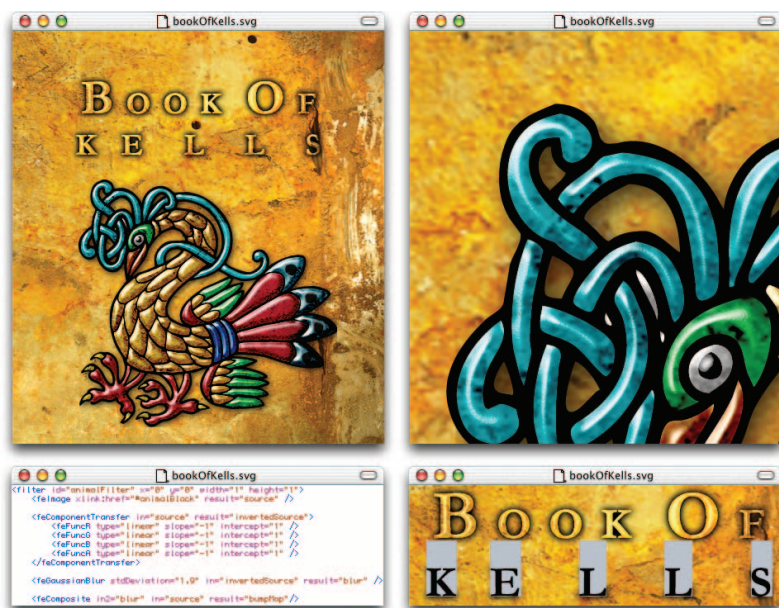 bookOfKells.svg
BOOK OF
KELLS
bookOfKells.svg
bookOfKells.svg
<filter id="animalFilter" x="0" y="0" width="1" height="1">
<feImage xlink:href="#animalBlack" result="source" />
<feComponentTransfer in="source" result="invertedSource">
<feFuncR type="linear" slope="-1" intercept="1" />
<feFuncG type="linear" slope="-1" intercept="1" />
<feFuncB type="linear" slope="-1" intercept="1" />
<feFuncA type="linear" slope="-1" intercept="1" />
</feComponentTransfer>
<feGaussianBlur stdDeviation="1.9" in="invertedSource" result="blur" />
<feComposite in2="blur" in="source" result="bumpMap"/>
bookOfKells.svg
BOOK OF
KELLS